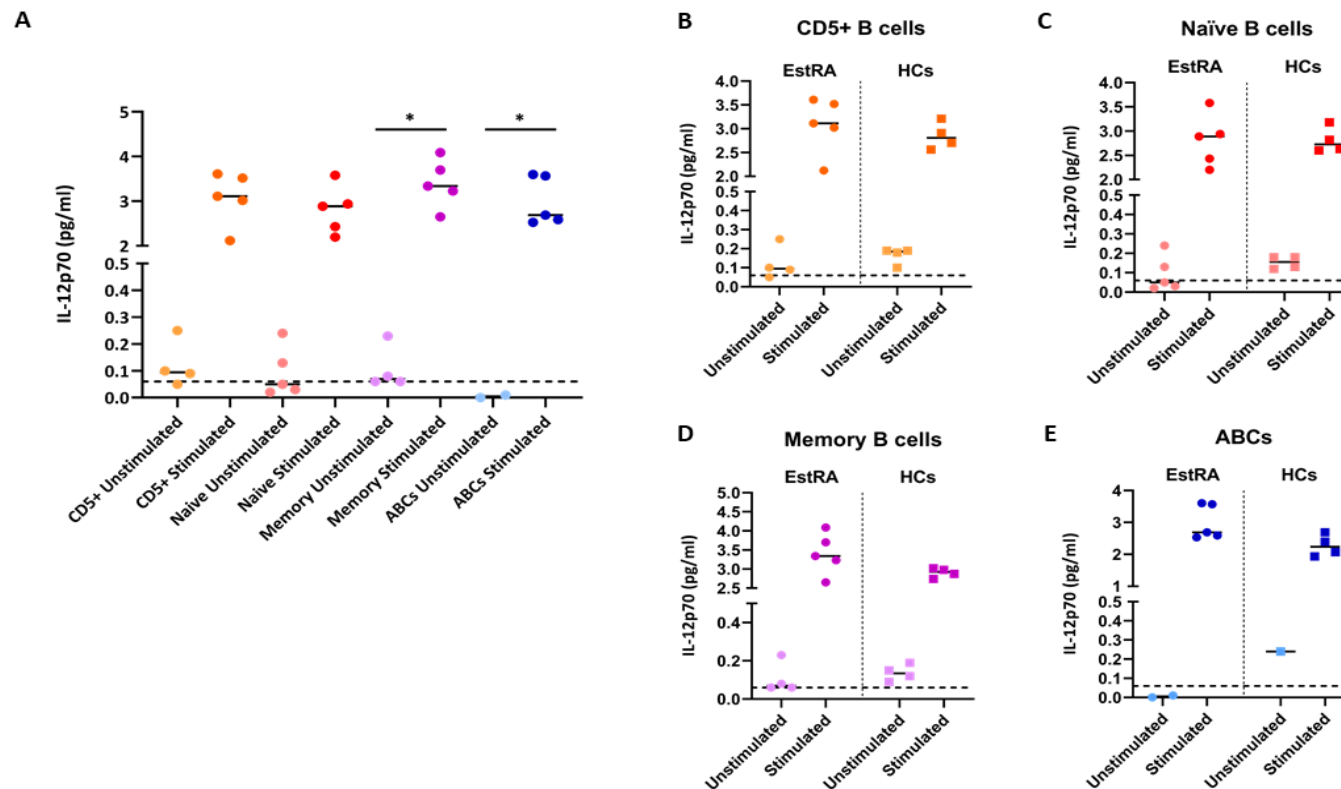 A
IL-12p70 (pg/ml)
5
4
3
2
0.5
0.4
0.3
0.2
0.1
0.0
*
*
CD5+ Unstimulated
CD5+ Stimulated
Naive Unstimulated
Naive Stimulated
Memory Unstimulated
Memory Stimulated
ABCs Unstimulated
ABCs Stimulated
B
CD5+ B cells
EstRA
HCs
IL-12p70 (pg/ml)
4.0
3.5
3.0
2.5
2.0
0.5
0.4
0.3
0.2
0.1
0.0
Unstimulated
Stimulated
Unstimulated
Stimulated
C
Naïve B cells
EstRA
HCs
IL-12p70 (pg/ml)
4.0
3.5
3.0
2.5
2.0
0.5
0.4
0.3
0.2
0.1
0.0
Unstimulated
Stimulated
Unstimulated
Stimulated
D
Memory B cells
EstRA
HCs
IL-12p70 (pg/ml)
5.0
4.5
4.0
3.5
3.0
2.5
0.4
0.2
0.0
Unstimulated
Stimulated
Unstimulated
Stimulated
E
ABCs
EstRA
HCs
IL-12p70 (pg/ml)
4
3
2
1
0.5
0.4
0.3
0.2
0.1
0.0
Unstimulated
Stimulated
Unstimulated
Stimulated